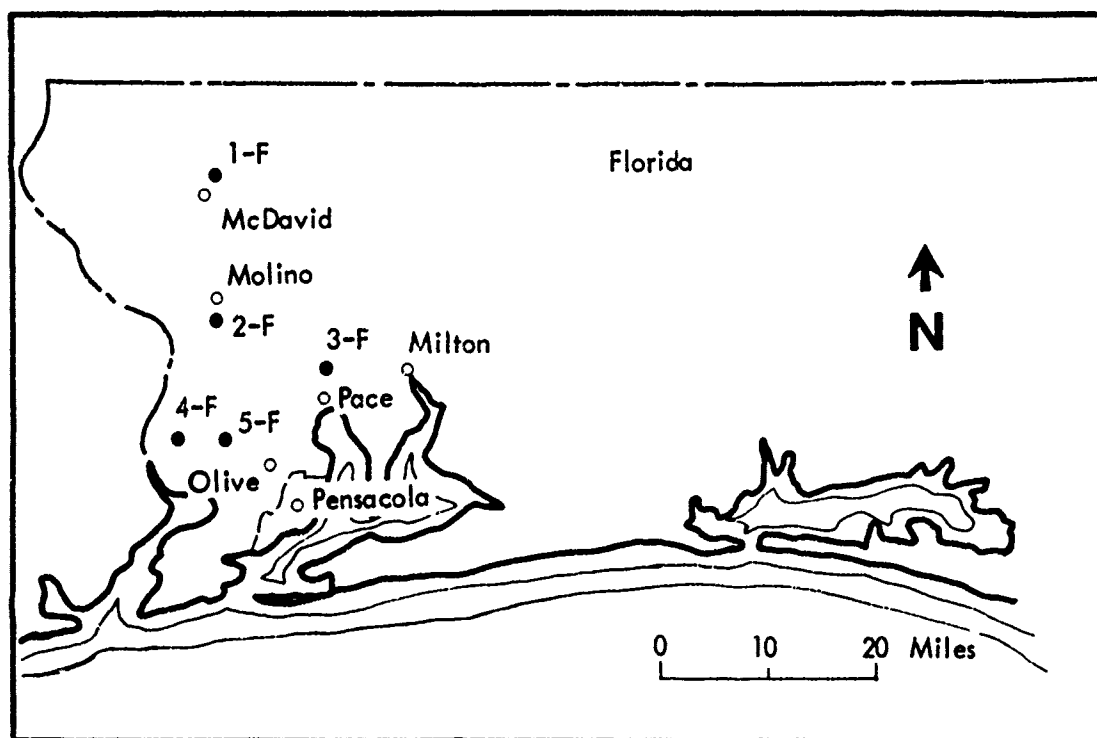 1-F
Florida
McDavid
Molino
2-F
3-F
Milton
N
Pace
4-F
5-F
Olive
Pensacola
0 10 20 Miles